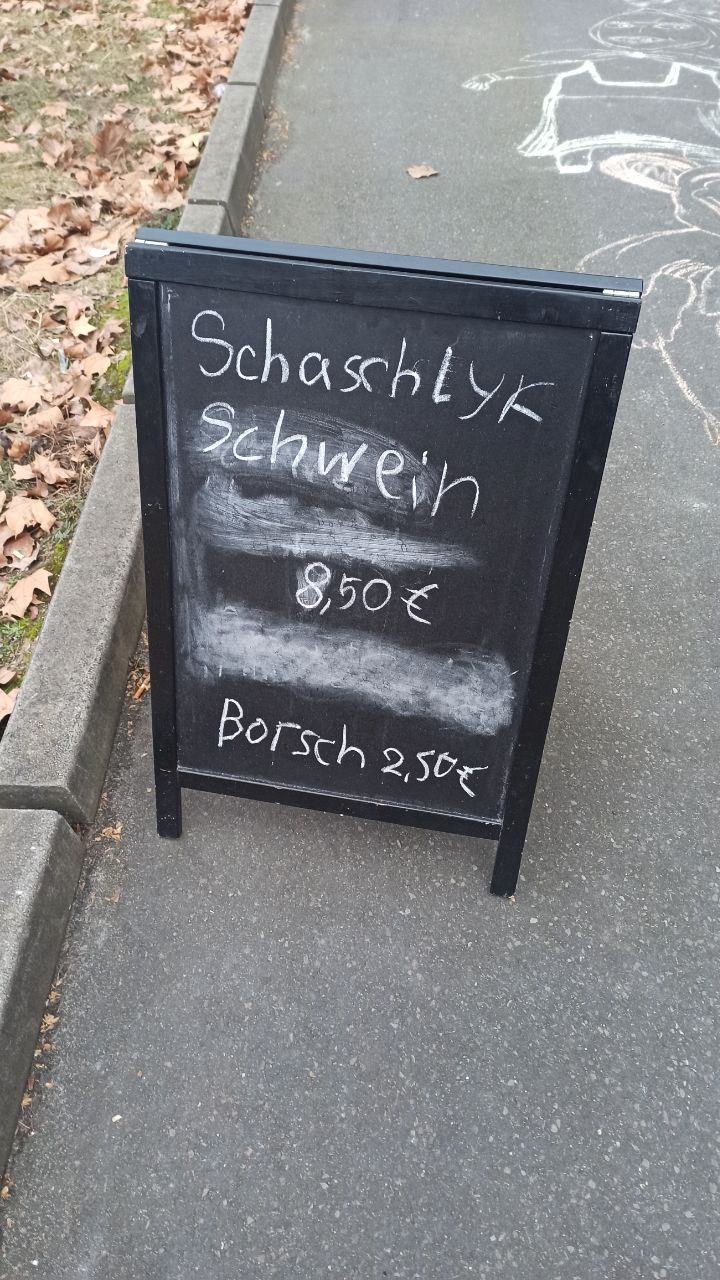 Schaschlyk
Schwein
8,50 €
Borsch 2,50€